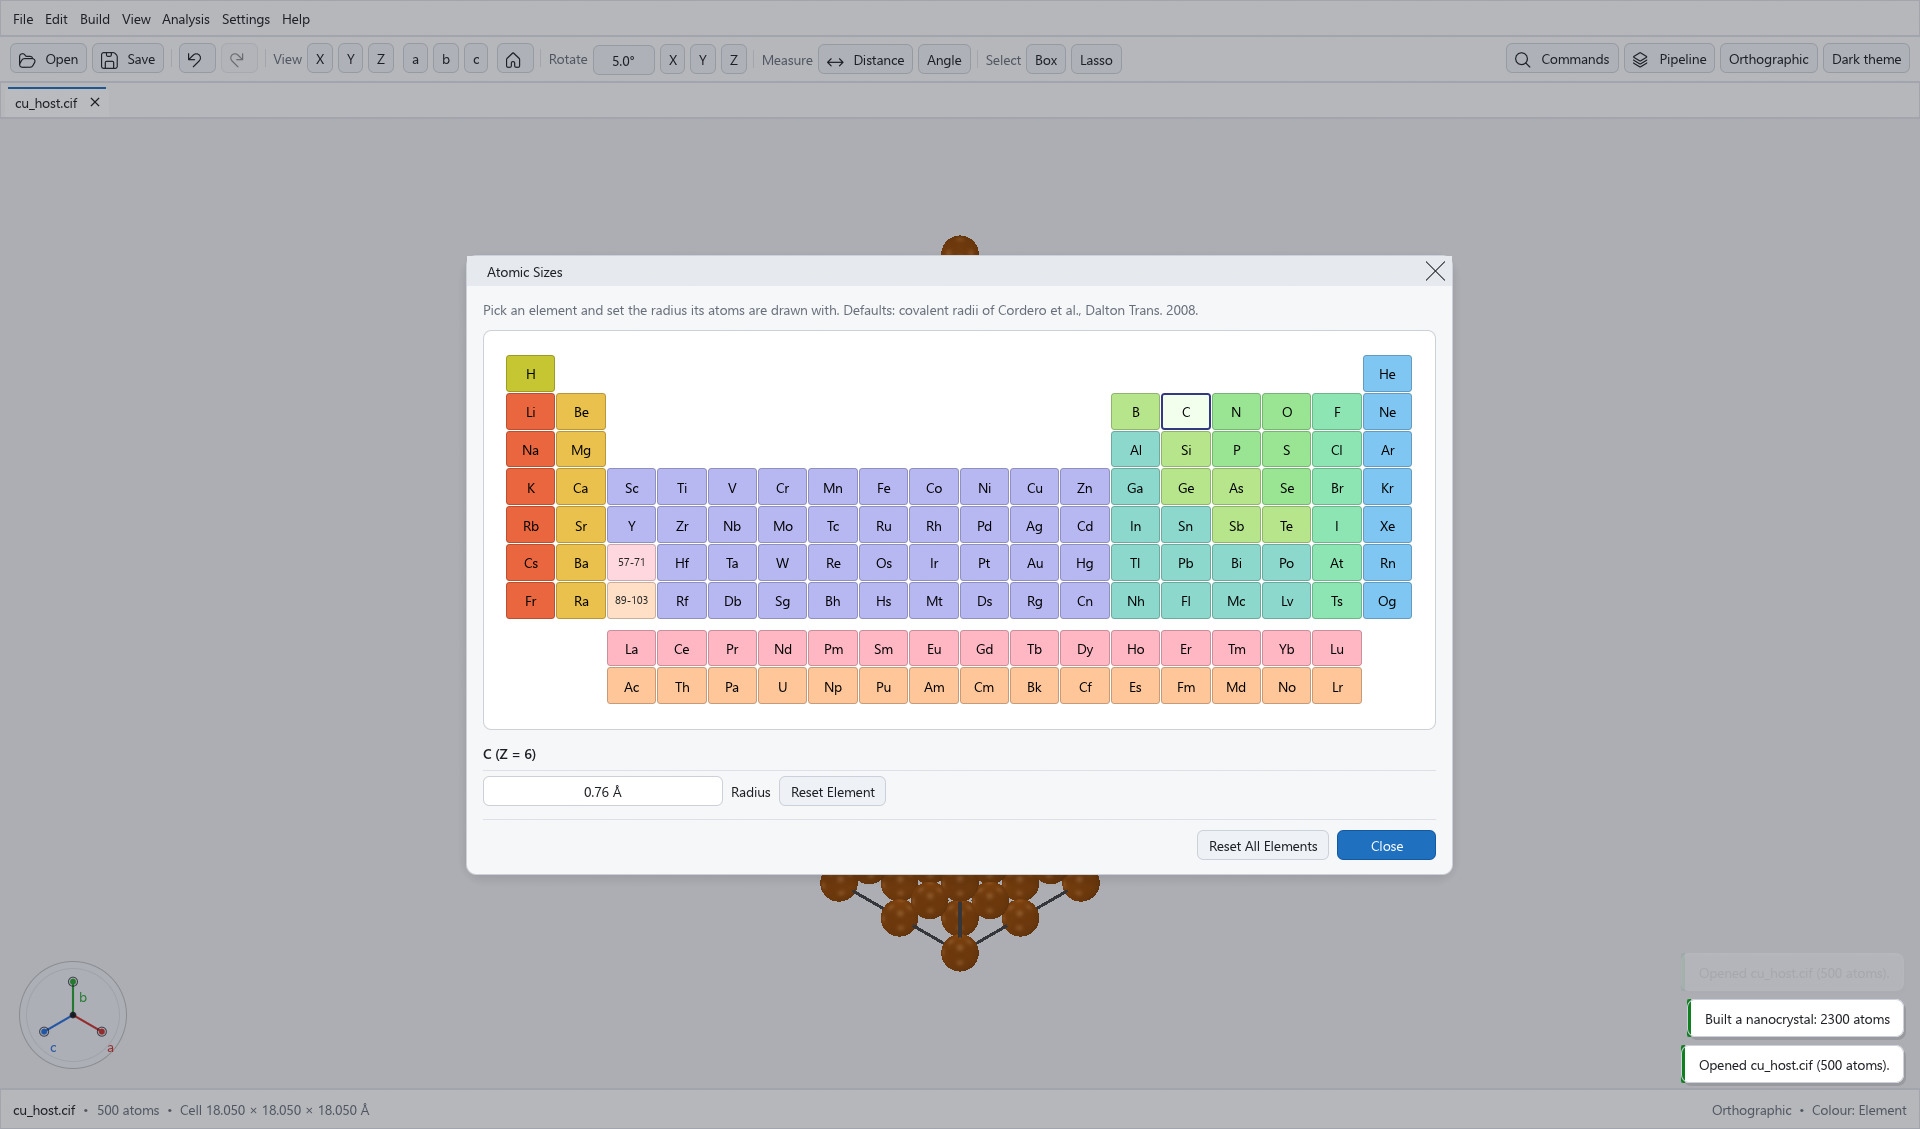 File Edit Build View Analysis Settings Help
Open Save View X Y Z a b c Rotate 5.0° X Y Z Measure Distance Angle Select Box Lasso Commands Pipeline Orthographic Dark theme
cu_host.cif
Atomic Sizes
Pick an element and set the radius its atoms are drawn with. Defaults: covalent radii of Cordero et al., Dalton Trans. 2008.
H He
Li Be B C N O F Ne
Na Mg Al Si P S Cl Ar
K Ca Sc Ti V Cr Mn Fe Co Ni Cu Zn Ga Ge As Se Br Kr
Rb Sr Y Zr Nb Mo Tc Ru Rh Pd Ag Cd In Sn Sb Te I Xe
Cs Ba 57-71 Hf Ta W Re Os Ir Pt Au Hg Tl Pb Bi Po At Rn
Fr Ra 89-103 Rf Db Sg Bh Hs Mt Ds Rg Cn Nh Fl Mc Lv Ts Og
La Ce Pr Nd Pm Sm Eu Gd Tb Dy Ho Er Tm Yb Lu
Ac Th Pa U Np Pu Am Cm Bk Cf Es Fm Md No Lr
C (Z = 6)
0.76 Å Radius Reset Element
Reset All Elements Close
b
c a
Opened cu_host.cif (500 atoms).
Built a nanocrystal: 2300 atoms
Opened cu_host.cif (500 atoms).
cu_host.cif • 500 atoms • Cell 18.050 × 18.050 × 18.050 Å Orthographic • Colour: Element